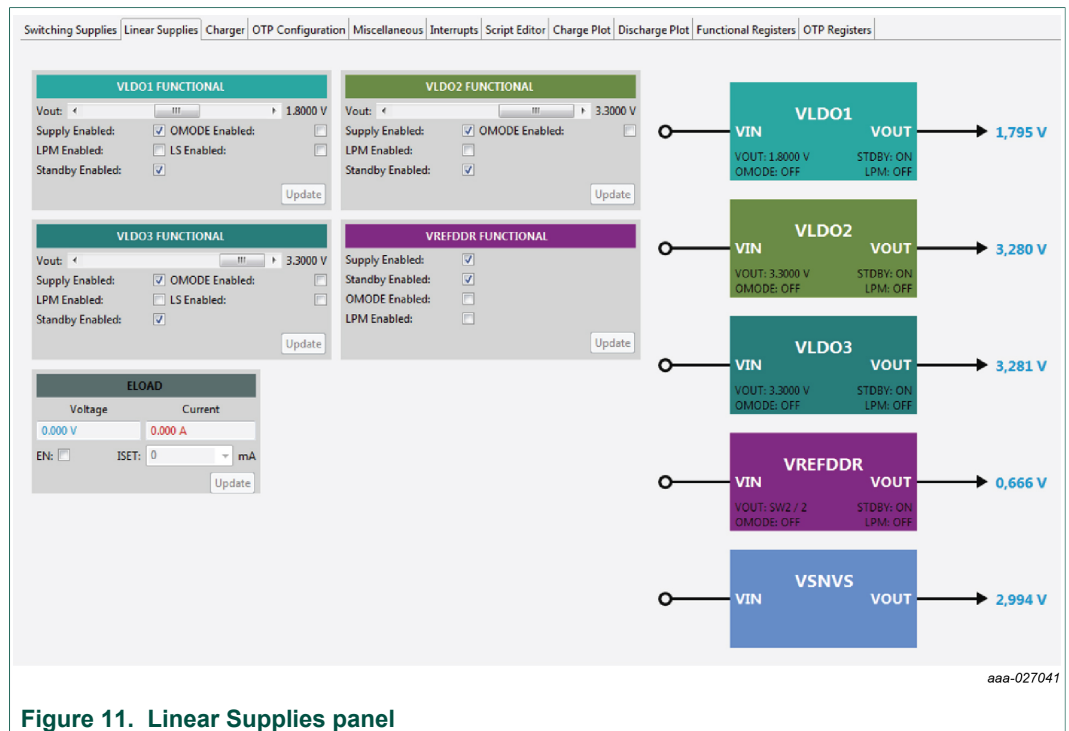 Switching Supplies Linear Supplies Charger OTP Configuration Miscellaneous Interrupts Script Editor Charge Plot Discharge Plot Functional Registers OTP Registers
VLDO1 FUNCTIONAL
Vout: 1.8000 V
Supply Enabled: OMODE Enabled:
LPM Enabled: LS Enabled:
Standby Enabled:
Update
VLDO2 FUNCTIONAL
Vout: 3.3000 V
Supply Enabled: OMODE Enabled:
LPM Enabled:
Standby Enabled:
Update
VLDO3 FUNCTIONAL
Vout: 3.3000 V
Supply Enabled: OMODE Enabled:
LPM Enabled: LS Enabled:
Standby Enabled:
Update
VREFDDR FUNCTIONAL
Supply Enabled:
Standby Enabled:
OMODE Enabled:
LPM Enabled:
Update
ELOAD
Voltage Current
0.000 V 0.000 A
EN: ISET: 0 mA
Update
VLDO1
VIN VOUT 1,795 V
VOUT: 1.8000 V STDBY: ON
OMODE: OFF LPM: OFF
VLDO2
VIN VOUT 3,280 V
VOUT: 3.3000 V STDBY: ON
OMODE: OFF LPM: OFF
VLDO3
VIN VOUT 3,281 V
VOUT: 3.3000 V STDBY: ON
OMODE: OFF LPM: OFF
VREFDDR
VIN VOUT 0,666 V
VOUT: SW2 / 2 STDBY: ON
OMODE: OFF LPM: OFF
VSNVS
VIN VOUT 2,994 V
aaa-027041
Figure 11. Linear Supplies panel